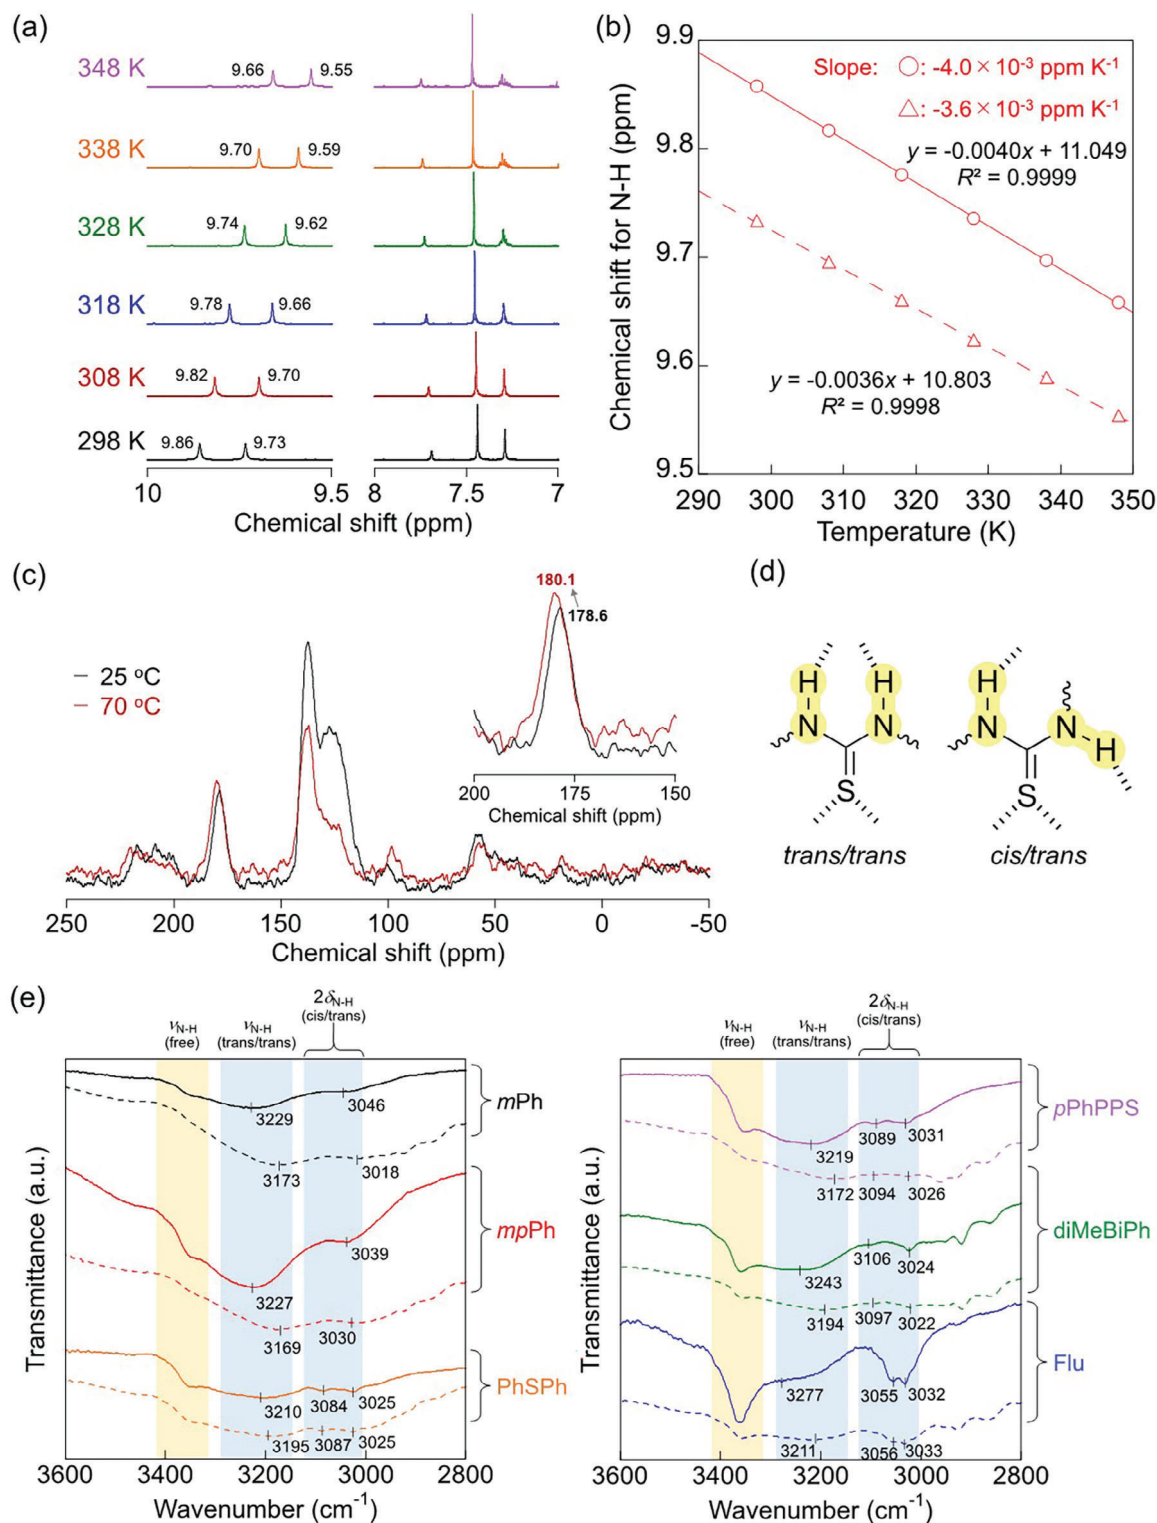 (a)
348 K
9.66
9.55
338 K
9.70
9.59
328 K
9.74
9.62
318 K
9.78
9.66
308 K
9.82
9.70
298 K
9.86
9.73
10
9.5
8
7.5
7
Chemical shift (ppm)
(b)
Chemical shift for N-H (ppm)
9.9
9.8
9.7
9.6
9.5
Slope: ○: -4.0 × 10⁻³ ppm K⁻¹
△: -3.6 × 10⁻³ ppm K⁻¹
y = -0.0040x + 11.049
R² = 0.9999
y = -0.0036x + 10.803
R² = 0.9998
290 300 310 320 330 340 350
Temperature (K)
(c)
25 °C
70 °C
180.1
178.6
200 175 150
Chemical shift (ppm)
250 200 150 100 50 0 -50
Chemical shift (ppm)
(d)
H H
N N
S
trans/trans
H
N N
H
S
cis/trans
(e)
νN-H
(free)
νN-H
(trans/trans)
2δN-H
(cis/trans)
Transmittance (a.u.)
3229
3046
mPh
3173
3018
3039
mpPh
3227
3169
3030
3210
3084
3025
PhSPh
3195
3087
3025
3600 3400 3200 3000 2800
Wavenumber (cm⁻¹)
νN-H
(free)
νN-H
(trans/trans)
2δN-H
(cis/trans)
Transmittance (a.u.)
3219
3089
3031
pPhPPS
3172
3094
3026
3243
3106
3024
diMeBiPh
3194
3097
3022
3277
3055
3032
Flu
3211
3056
3033
3600 3400 3200 3000 2800
Wavenumber (cm⁻¹)